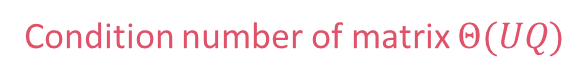 Condition number of matrix Θ(UQ)